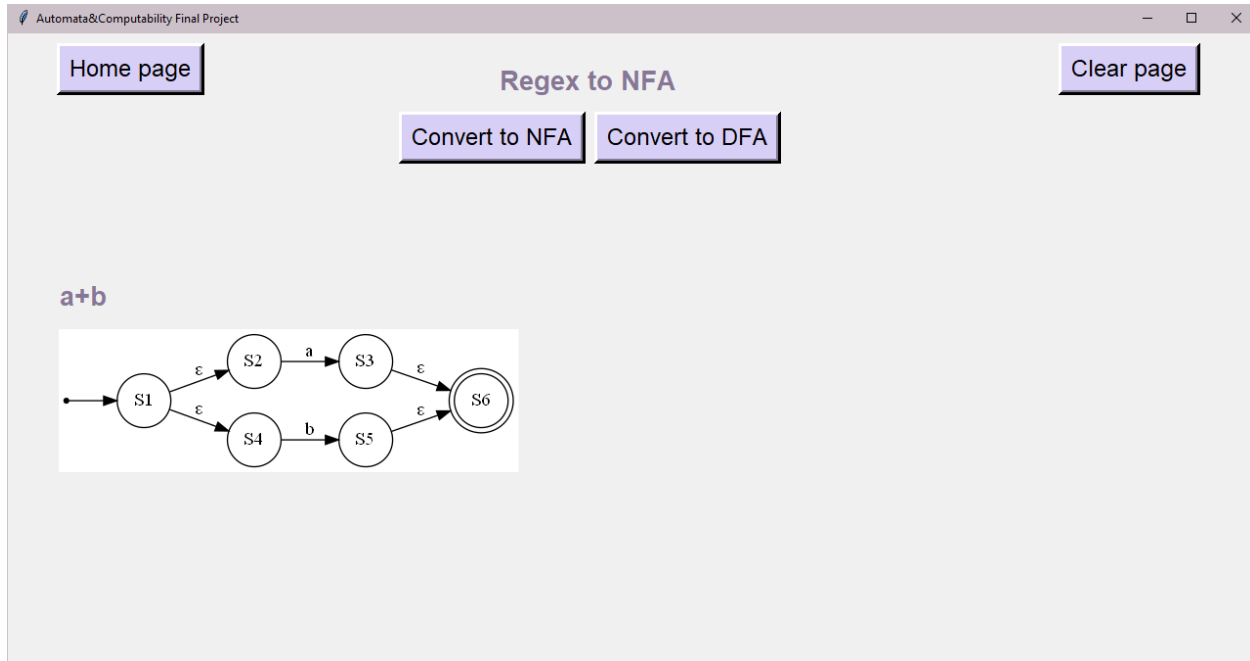 Automata&Computability Final Project
Home page
Regex to NFA
Clear page
Convert to NFA
Convert to DFA
a+b
S1
ε
ε
S2
a
S3
S4
b
S5
ε
ε
S6